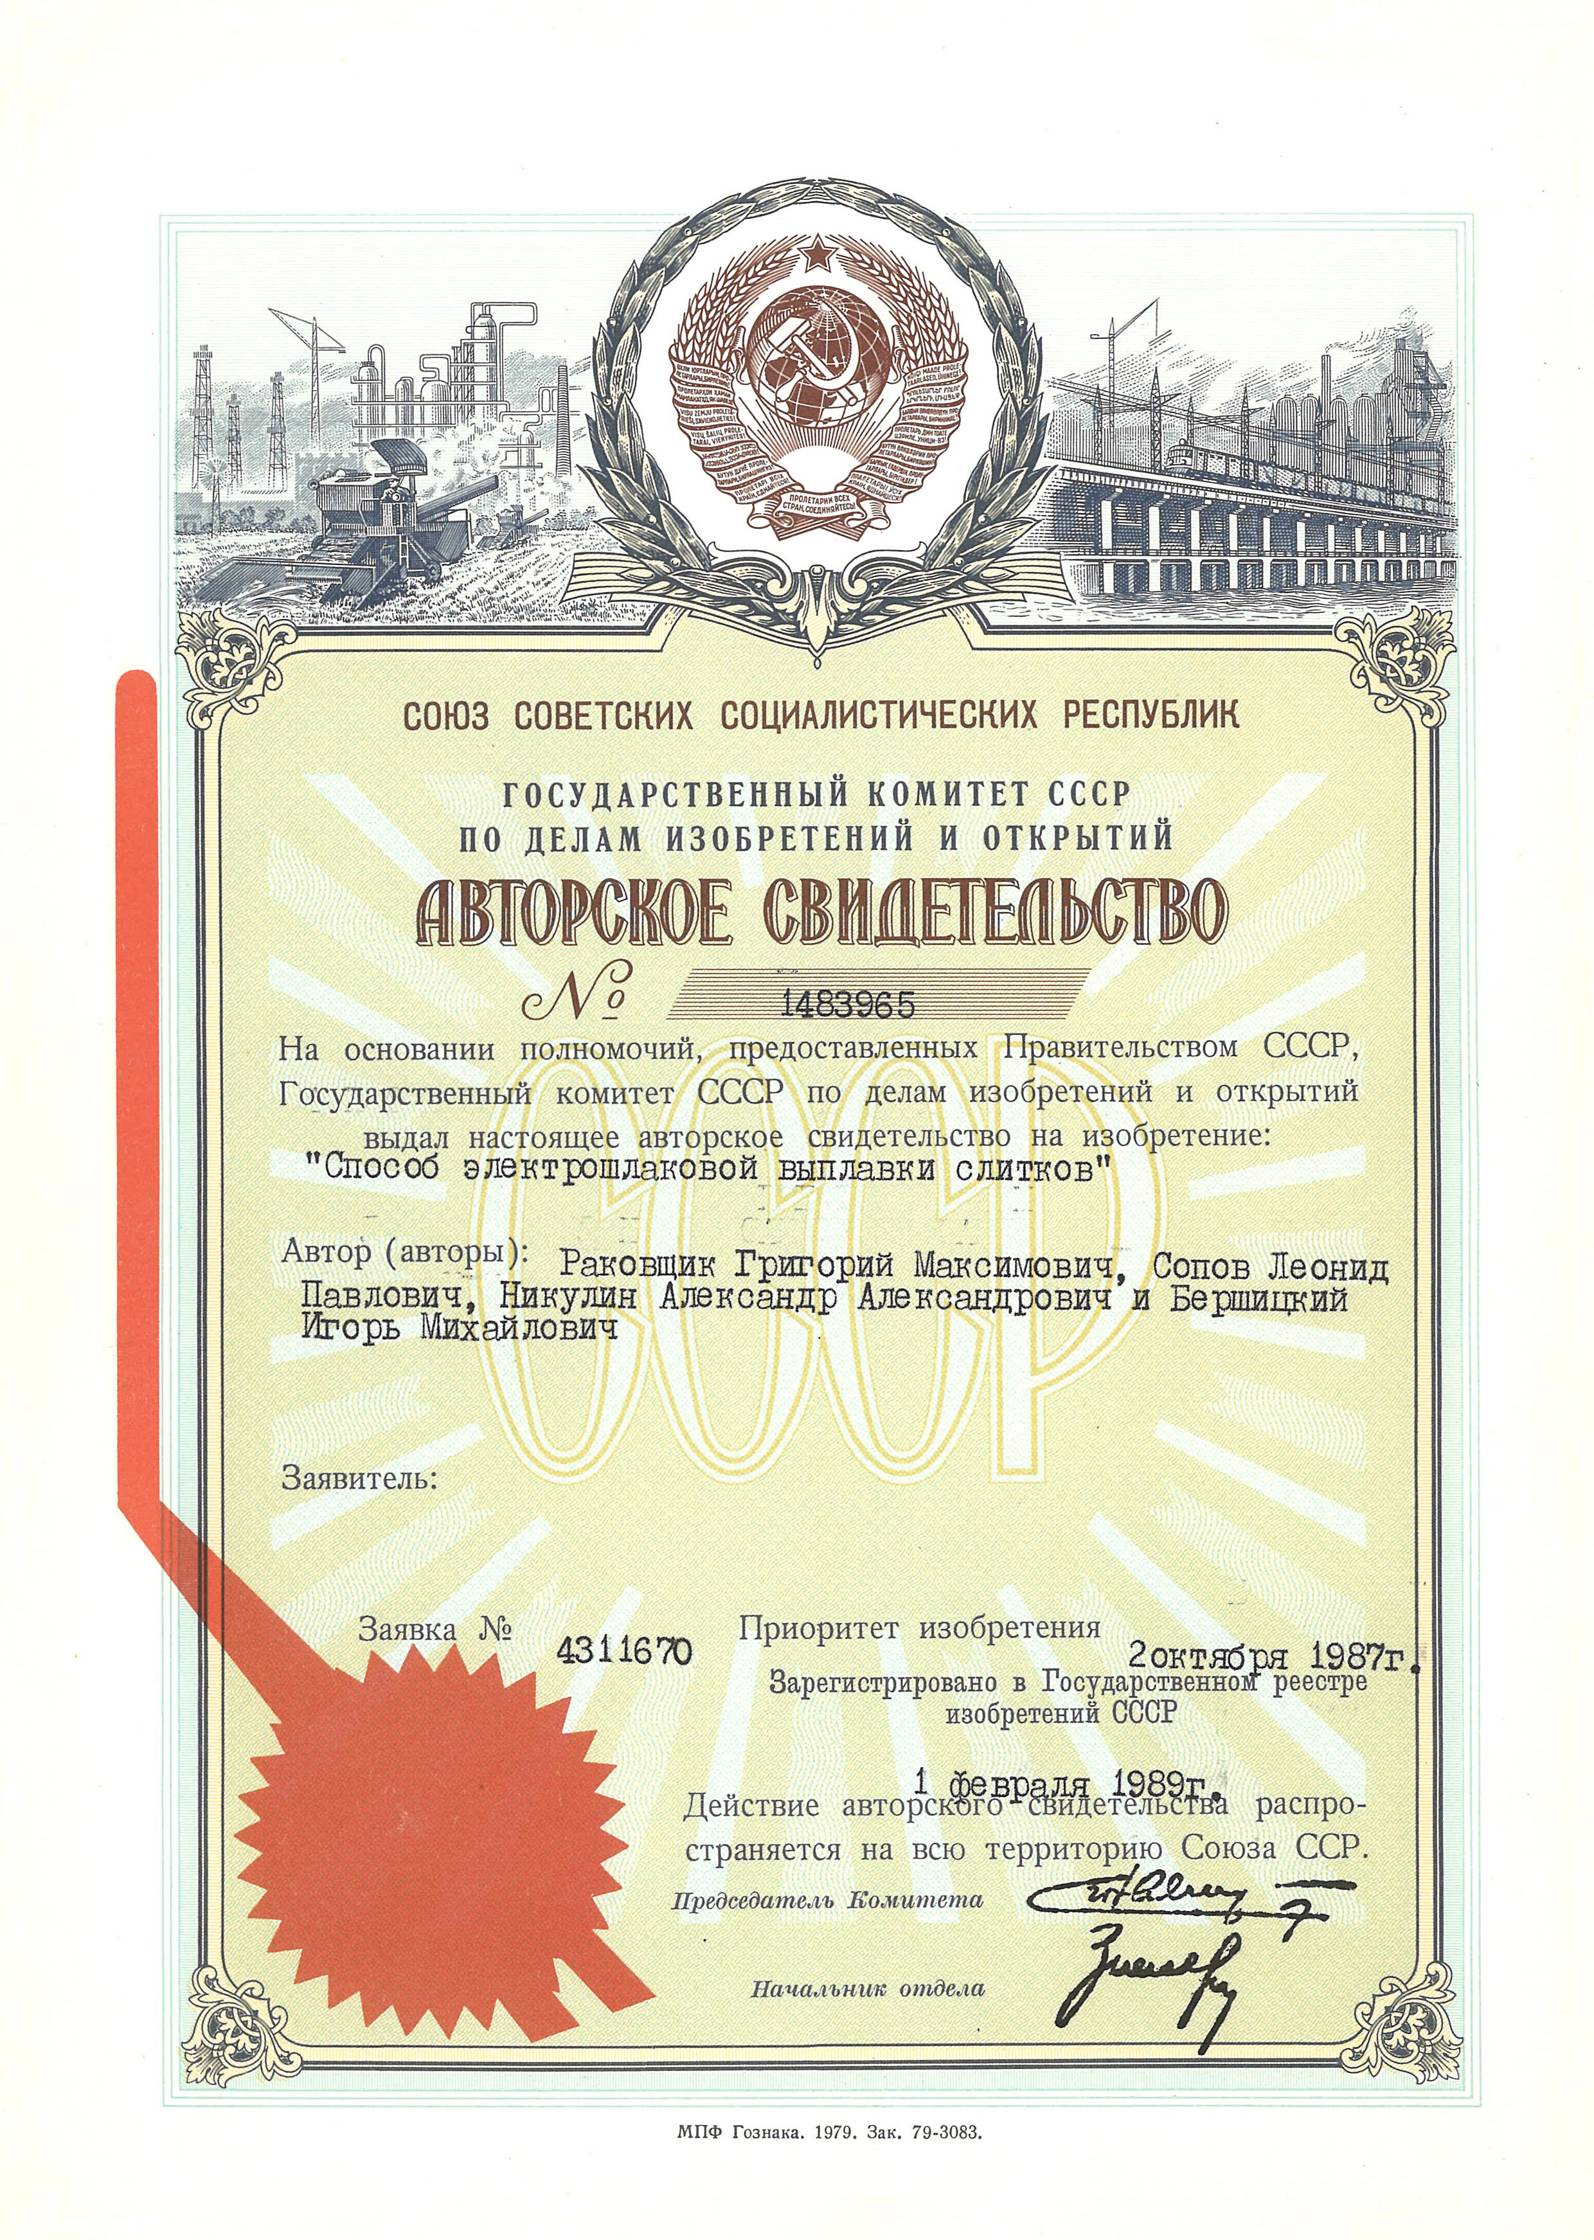 ПРОЛЕТАРИИ ВСЕХ
СТРАН, СОЕДИНЯЙТЕСЬ!
СОЮЗ СОВЕТСКИХ СОЦИАЛИСТИЧЕСКИХ РЕСПУБЛИК
ГОСУДАРСТВЕННЫЙ КОМИТЕТ СССР
ПО ДЕЛАМ ИЗОБРЕТЕНИЙ И ОТКРЫТИЙ
АВТОРСКОЕ СВИДЕТЕЛЬСТВО
№ 1483965
На основании полномочий, предоставленных Правительством СССР,
Государственный комитет СССР по делам изобретений и открытий
выдал настоящее авторское свидетельство на изобретение:
"Способ электрошлаковой выплавки слитков"
Автор (авторы): Раковщик Григорий Максимович, Сопов Леонид
Павлович, Никулин Александр Александрович и Бершицкий
Игорь Михайлович
СССР
Заявитель:
Заявка № 4311670
Приоритет изобретения 2октября 1987г.
Зарегистрировано в Государственном реестре
изобретений СССР
1 февраля 1989г.
Действие авторского свидетельства распро-
страняется на всю территорию Союза ССР.
Председатель Комитета
Начальник отдела
МПФ Гознака. 1979. Зак. 79-3083.